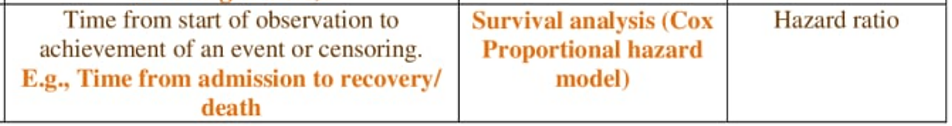 Time from start of observation to
achievement of an event or censoring.
E.g., Time from admission to recovery/
death
Survival analysis (Cox
Proportional hazard
model)
Hazard ratio